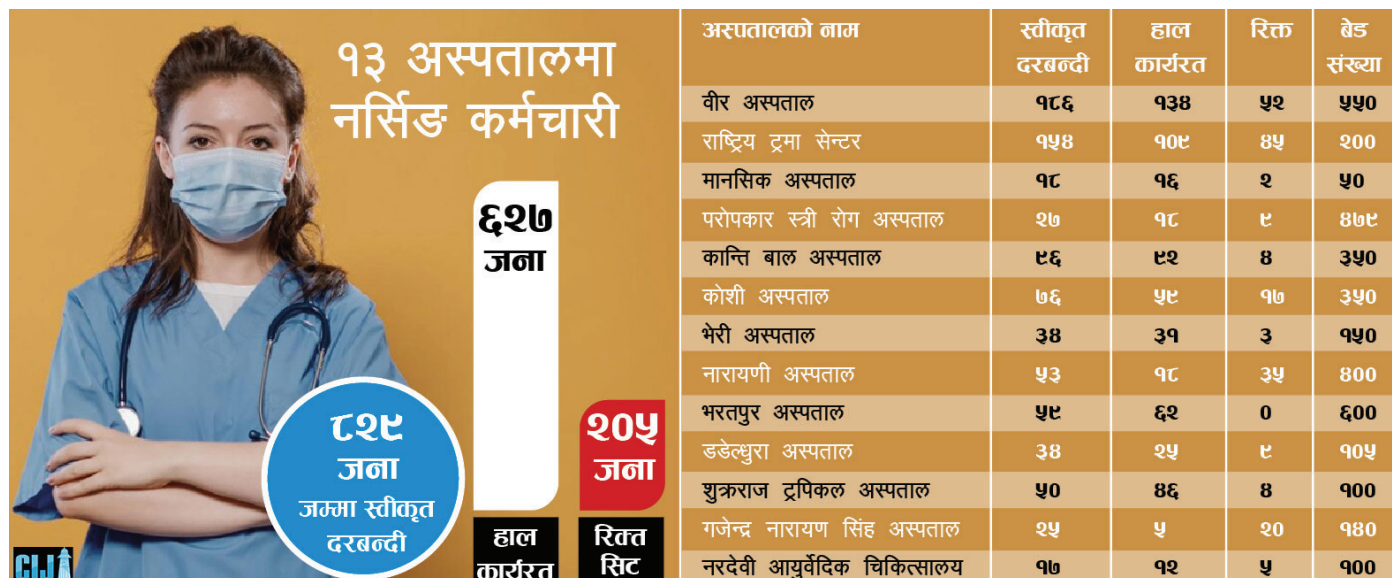 १३ अस्पतालमा
नर्सिङ कर्मचारी
६२७
जना
२०५
जना
८२९
जना
जम्मा स्वीकृत
दरबन्दी
हाल
कार्यरत
रिक्त
सिट
CIJ
अस्पतालको नाम स्वीकृत दरबन्दी हाल कार्यरत रिक्त बेड संख्या
वीर अस्पताल १८६ १३४ ५२ ५५०
राष्ट्रिय ट्रमा सेन्टर १५४ १०९ ४५ २००
मानसिक अस्पताल १८ १६ २ ५०
परोपकार स्त्री रोग अस्पताल २७ १८ ९ ४७९
कान्ति बाल अस्पताल ९६ ९२ ४ ३५०
कोशी अस्पताल ७६ ५९ १७ ३५०
भेरी अस्पताल ३४ ३१ ३ १५०
नारायणी अस्पताल ५३ १८ ३५ ४००
भरतपुर अस्पताल ५९ ६२ ० ६००
डडेल्धुरा अस्पताल ३४ २५ ९ १०५
शुक्रराज ट्रपिकल अस्पताल ५० ४६ ४ १००
गजेन्द्र नारायण सिंह अस्पताल २५ ५ २० १४०
नरदेवी आयुर्वेदिक चिकित्सालय १७ १२ ५ १००